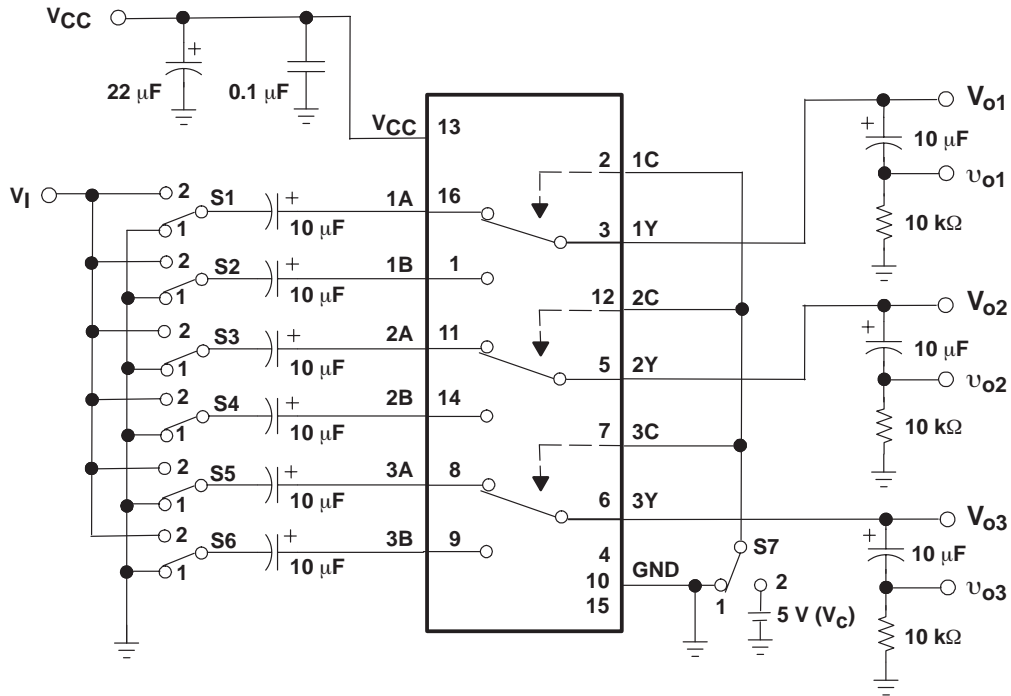 VCC
22 μF
+
0.1 μF
VCC
13
VI
2
S1
1
+
10 μF
1A
16
2
S2
1
+
10 μF
1B
1
2
S3
1
+
10 μF
2A
11
2
S4
1
+
10 μF
2B
14
2
S5
1
+
10 μF
3A
8
2
S6
1
+
10 μF
3B
9
2
1C
3
1Y
12
2C
5
2Y
7
3C
6
3Y
4
10
15
GND
S7
1
2
5 V (VC)
Vo1
+
10 μF
υo1
10 kΩ
Vo2
+
10 μF
υo2
10 kΩ
Vo3
+
10 μF
υo3
10 kΩ